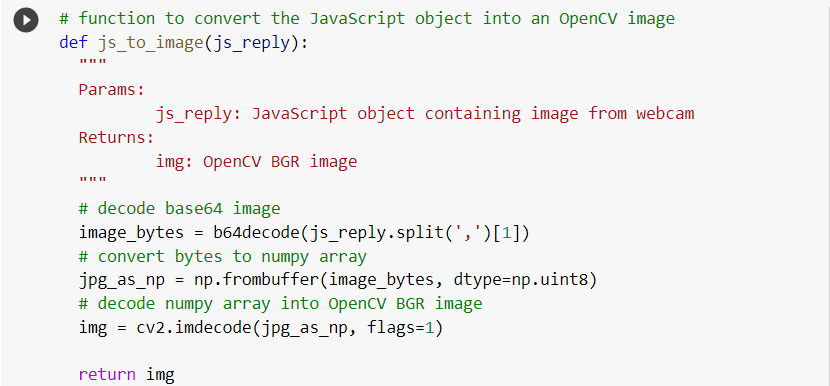 # function to convert the JavaScript object into an OpenCV image
def js_to_image(js_reply):
  """
  Params:
          js_reply: JavaScript object containing image from webcam
  Returns:
          img: OpenCV BGR image
  """
  # decode base64 image
  image_bytes = b64decode(js_reply.split(',')[1])
  # convert bytes to numpy array
  jpg_as_np = np.frombuffer(image_bytes, dtype=np.uint8)
  # decode numpy array into OpenCV BGR image
  img = cv2.imdecode(jpg_as_np, flags=1)

  return img